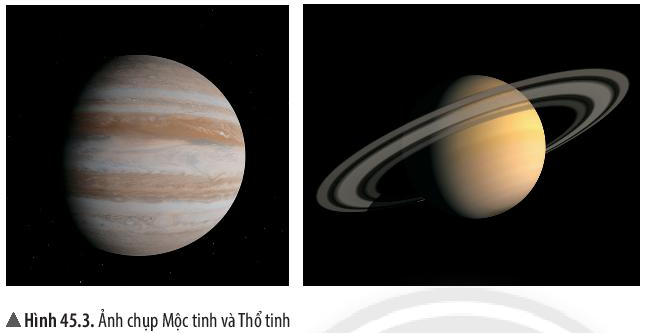 ▲ Hình 45.3. Ảnh chụp Mộc tinh và Thổ tinh